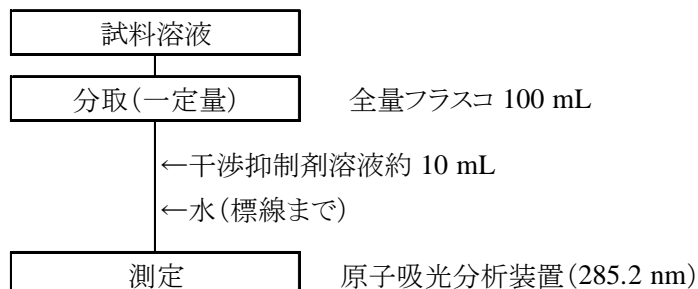 試料溶液
分取(一定量) 全量フラスコ 100 mL
←干渉抑制剤溶液約 10 mL
←水(標線まで)
測定 原子吸光分析装置(285.2 nm)